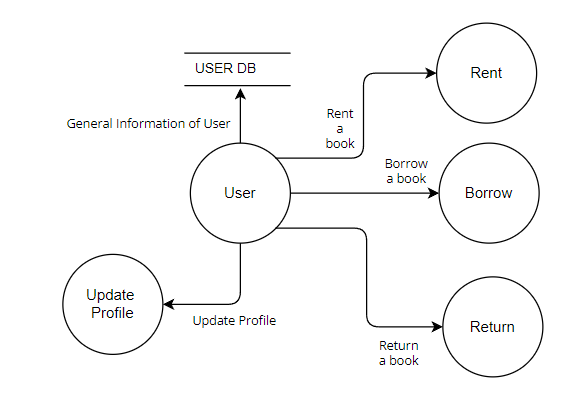 USER DB
Rent
General Information of User
Rent
a
book
Borrow
a book
User
Borrow
Update
Profile
Update Profile
Return
Return
a book